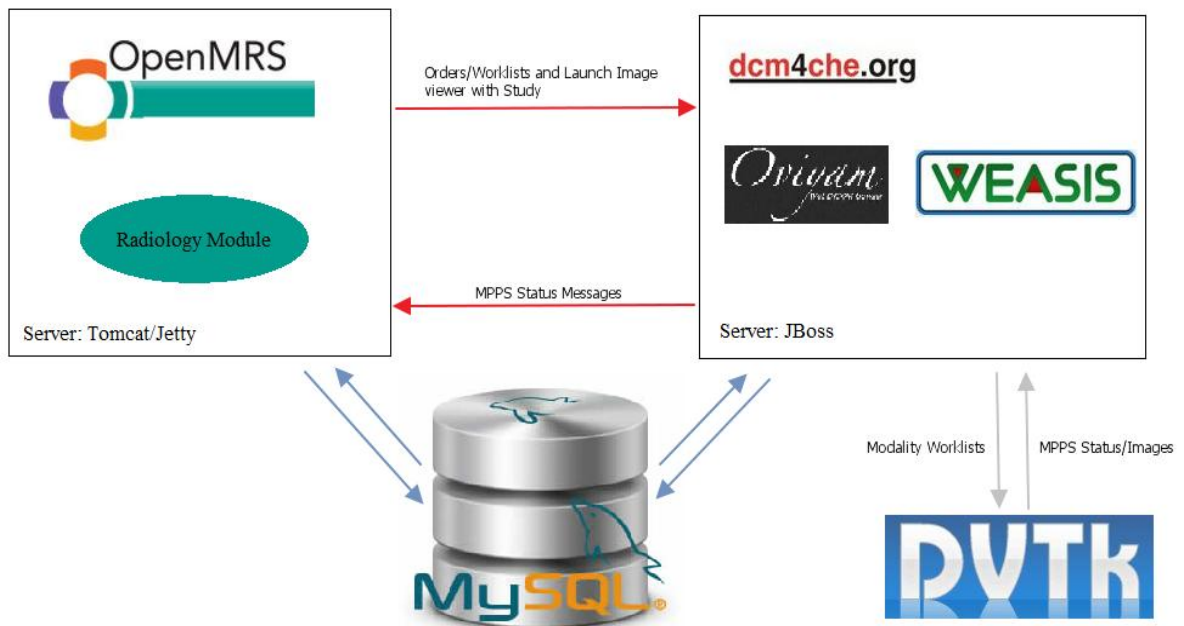 OpenMRS
Radiology Module
Server: Tomcat/Jetty
Orders/Worklists and Launch Image
viewer with Study
MPPS Status Messages
dcm4che.org
Oviyam
WEASIS
Server: JBoss
Modality Worklists
MPPS Status/Images
MySQL®
DVTk